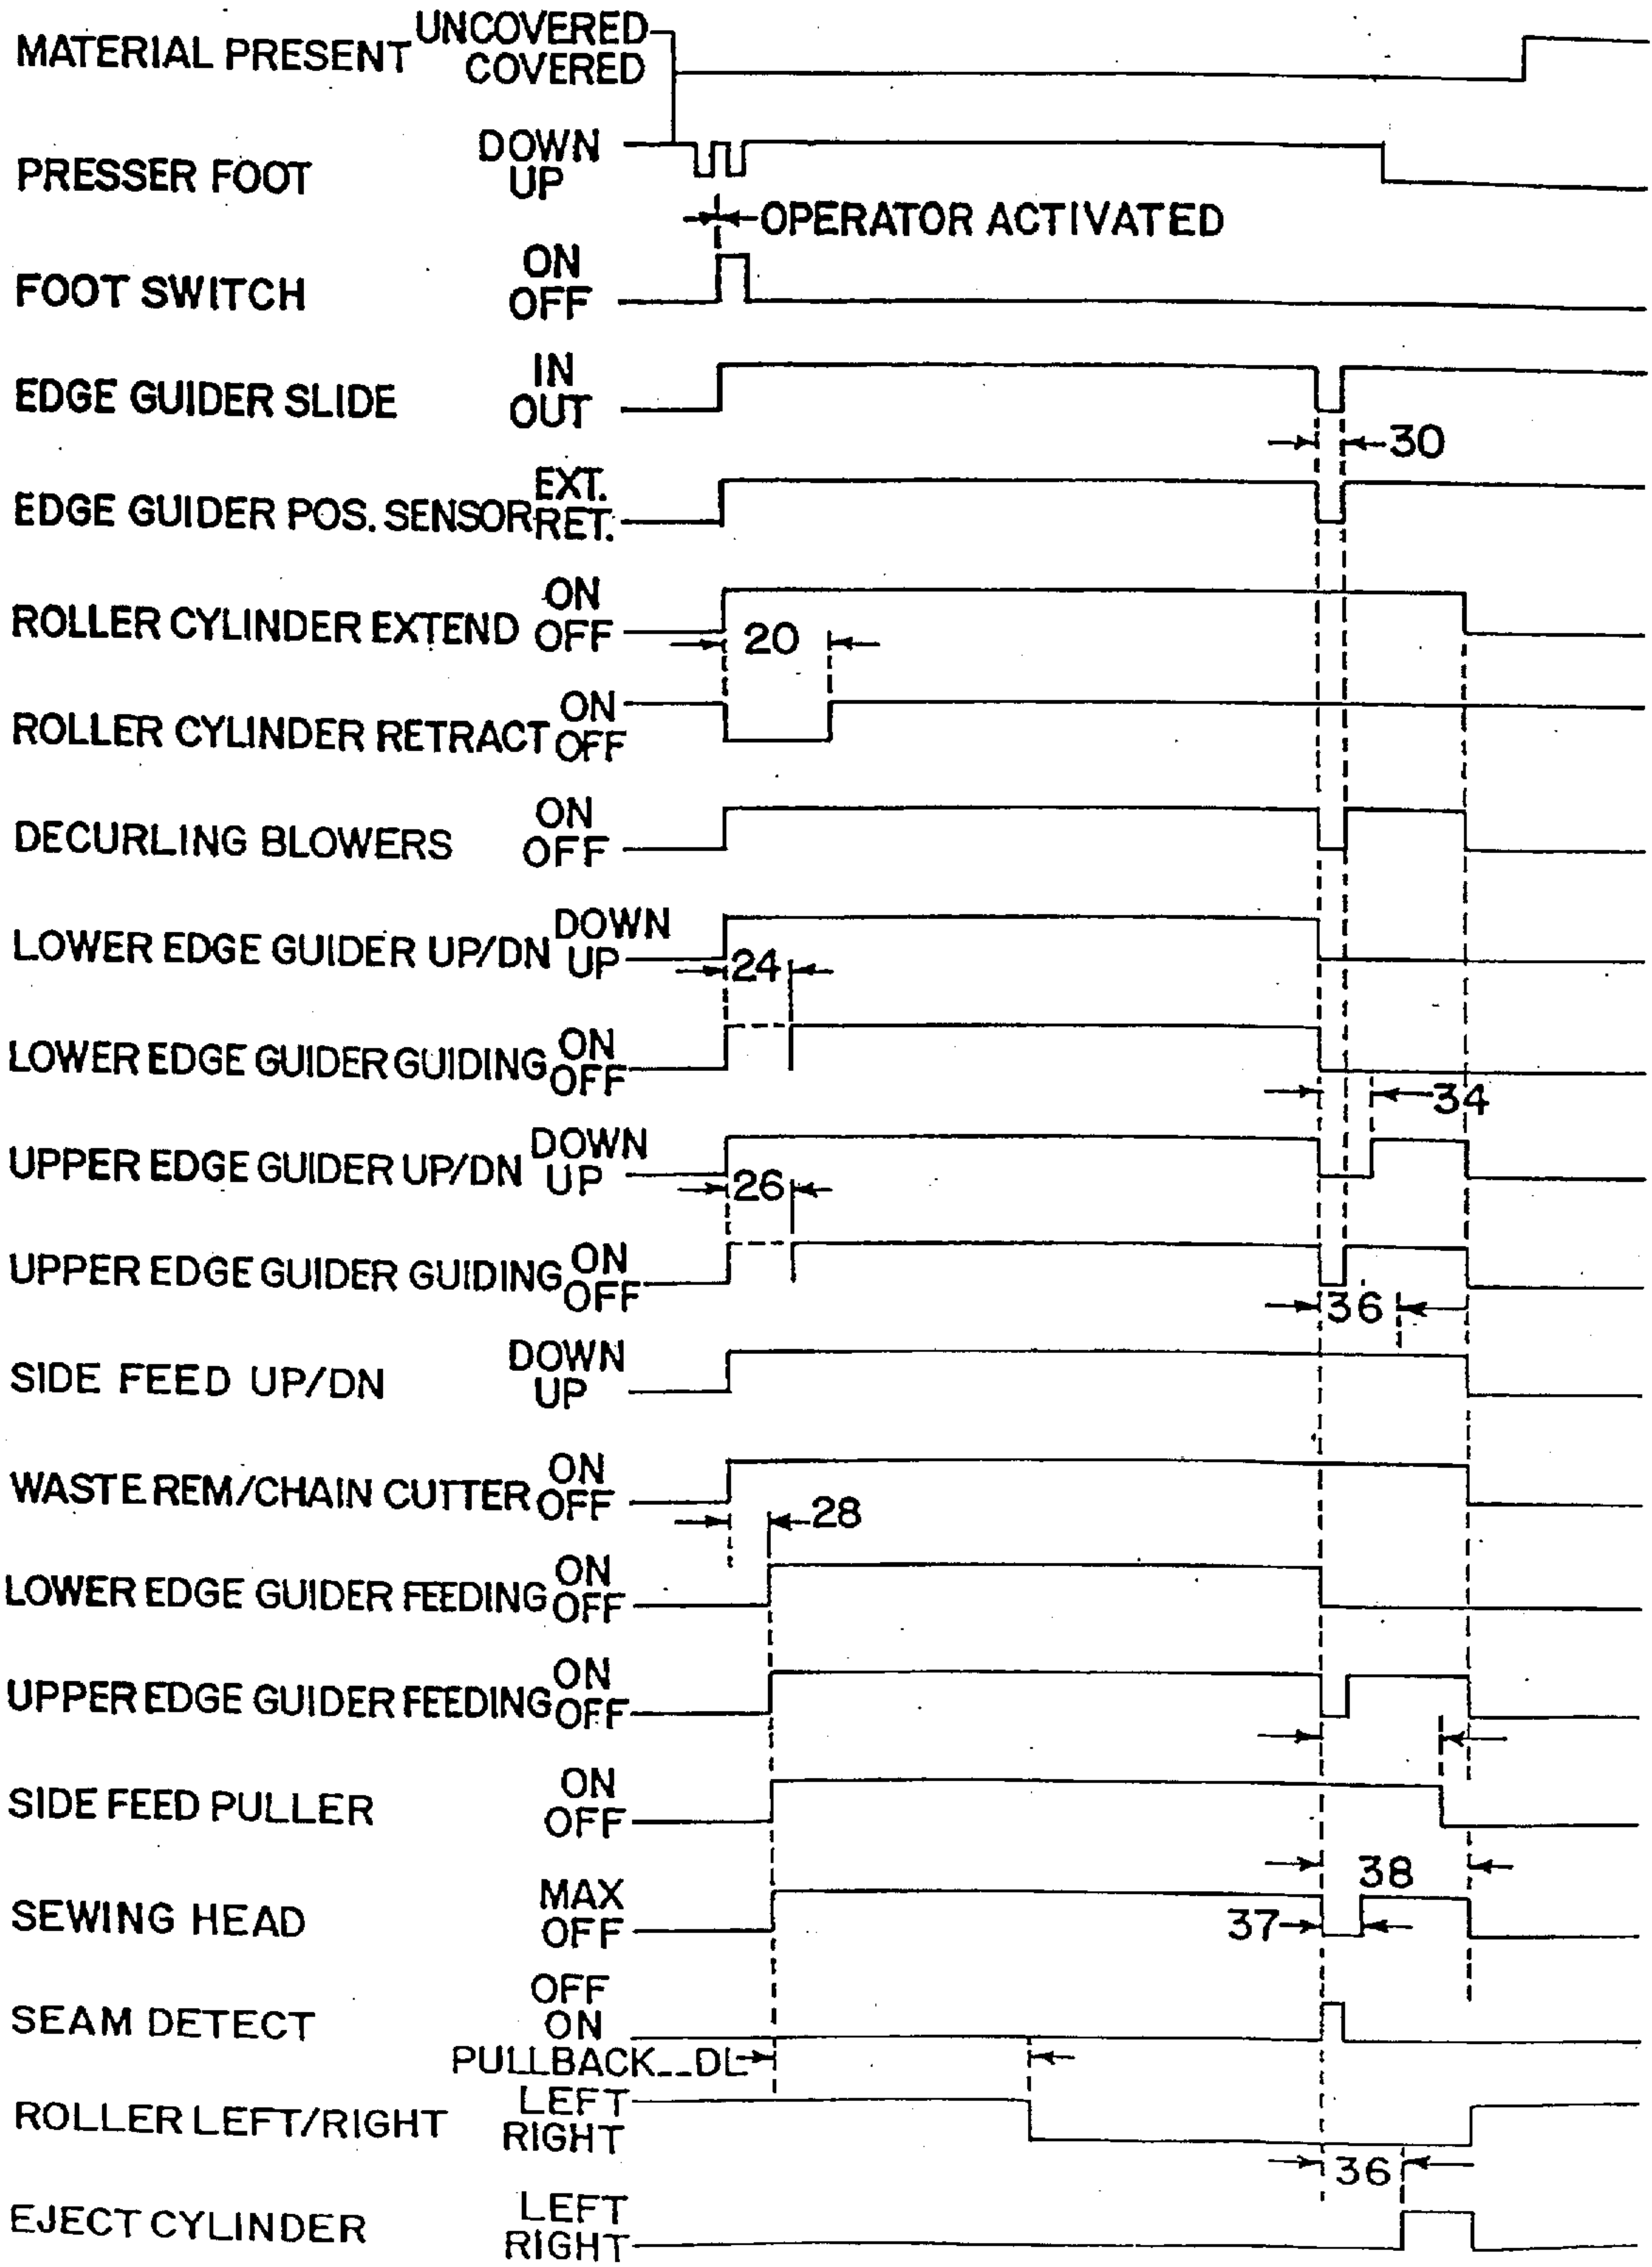 MATERIAL PRESENT UNCOVERED
COVERED
PRESSER FOOT DOWN
UP
OPERATOR ACTIVATED
FOOT SWITCH ON
OFF
EDGE GUIDER SLIDE IN
OUT
30
EDGE GUIDER POS. SENSOR EXT.
RET.
ROLLER CYLINDER EXTEND ON
OFF
20
ROLLER CYLINDER RETRACT ON
OFF
DECURLING BLOWERS ON
OFF
LOWER EDGE GUIDER UP/DN DOWN
UP
24
LOWER EDGE GUIDER GUIDING ON
OFF
34
UPPER EDGE GUIDER UP/DN DOWN
UP
26
UPPER EDGE GUIDER GUIDING ON
OFF
36
SIDE FEED UP/DN DOWN
UP
WASTE REM/CHAIN CUTTER ON
OFF
28
LOWER EDGE GUIDER FEEDING ON
OFF
UPPER EDGE GUIDER FEEDING ON
OFF
SIDE FEED PULLER ON
OFF
38
SEWING HEAD MAX
OFF
37
SEAM DETECT OFF
ON
PULLBACK__DL
ROLLER LEFT/RIGHT LEFT
RIGHT
36
EJECT CYLINDER LEFT
RIGHT